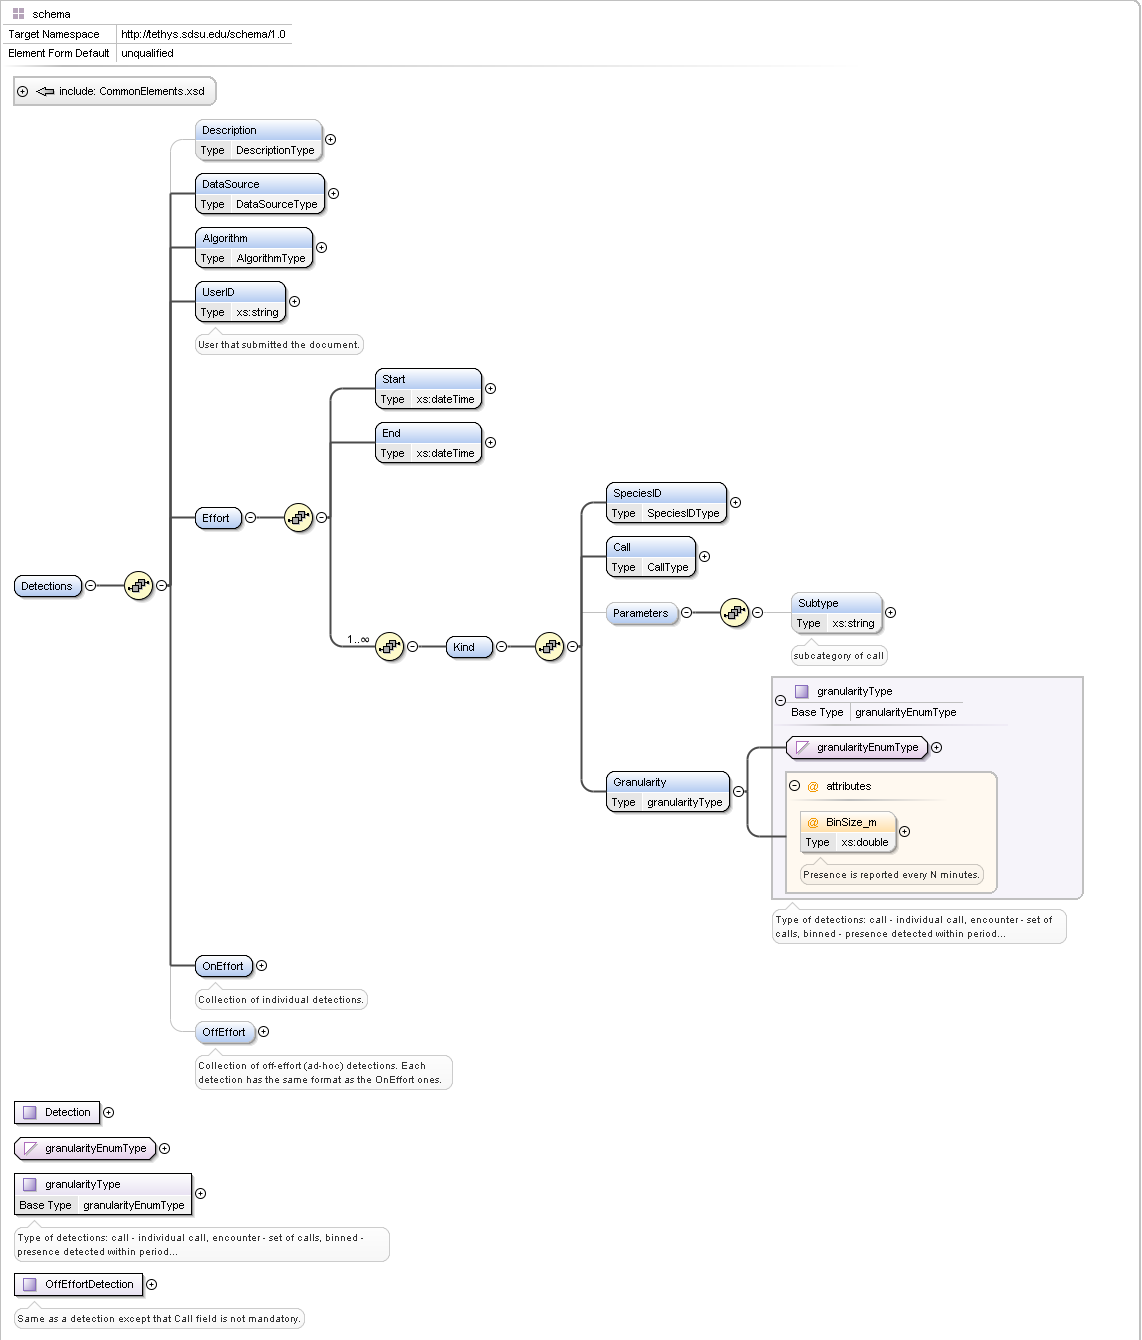 schema
Target Namespace http://tethys.sdsu.edu/schema/1.0
Element Form Default unqualified
include: CommonElements.xsd
Description
Type DescriptionType
DataSource
Type DataSourceType
Algorithm
Type AlgorithmType
UserID
Type xs:string
User that submitted the document.
Start
Type xs:dateTime
End
Type xs:dateTime
SpeciesID
Type SpeciesIDType
Effort
Call
Type CallType
Detections
Parameters
Subtype
Type xs:string
1..∞
Kind
subcategory of call
granularityType
Base Type granularityEnumType
granularityEnumType
Granularity
Type granularityType
@ attributes
@ BinSize_m
Type xs:double
Presence is reported every N minutes.
Type of detections: call - individual call, encounter - set of
calls, binned - presence detected within period...
OnEffort
Collection of individual detections.
OffEffort
Collection of off-effort (ad-hoc) detections. Each
detection has the same format as the OnEffort ones.
Detection
granularityEnumType
granularityType
Base Type granularityEnumType
Type of detections: call - individual call, encounter - set of calls, binned -
presence detected within period...
OffEffortDetection
Same as a detection except that Call field is not mandatory.